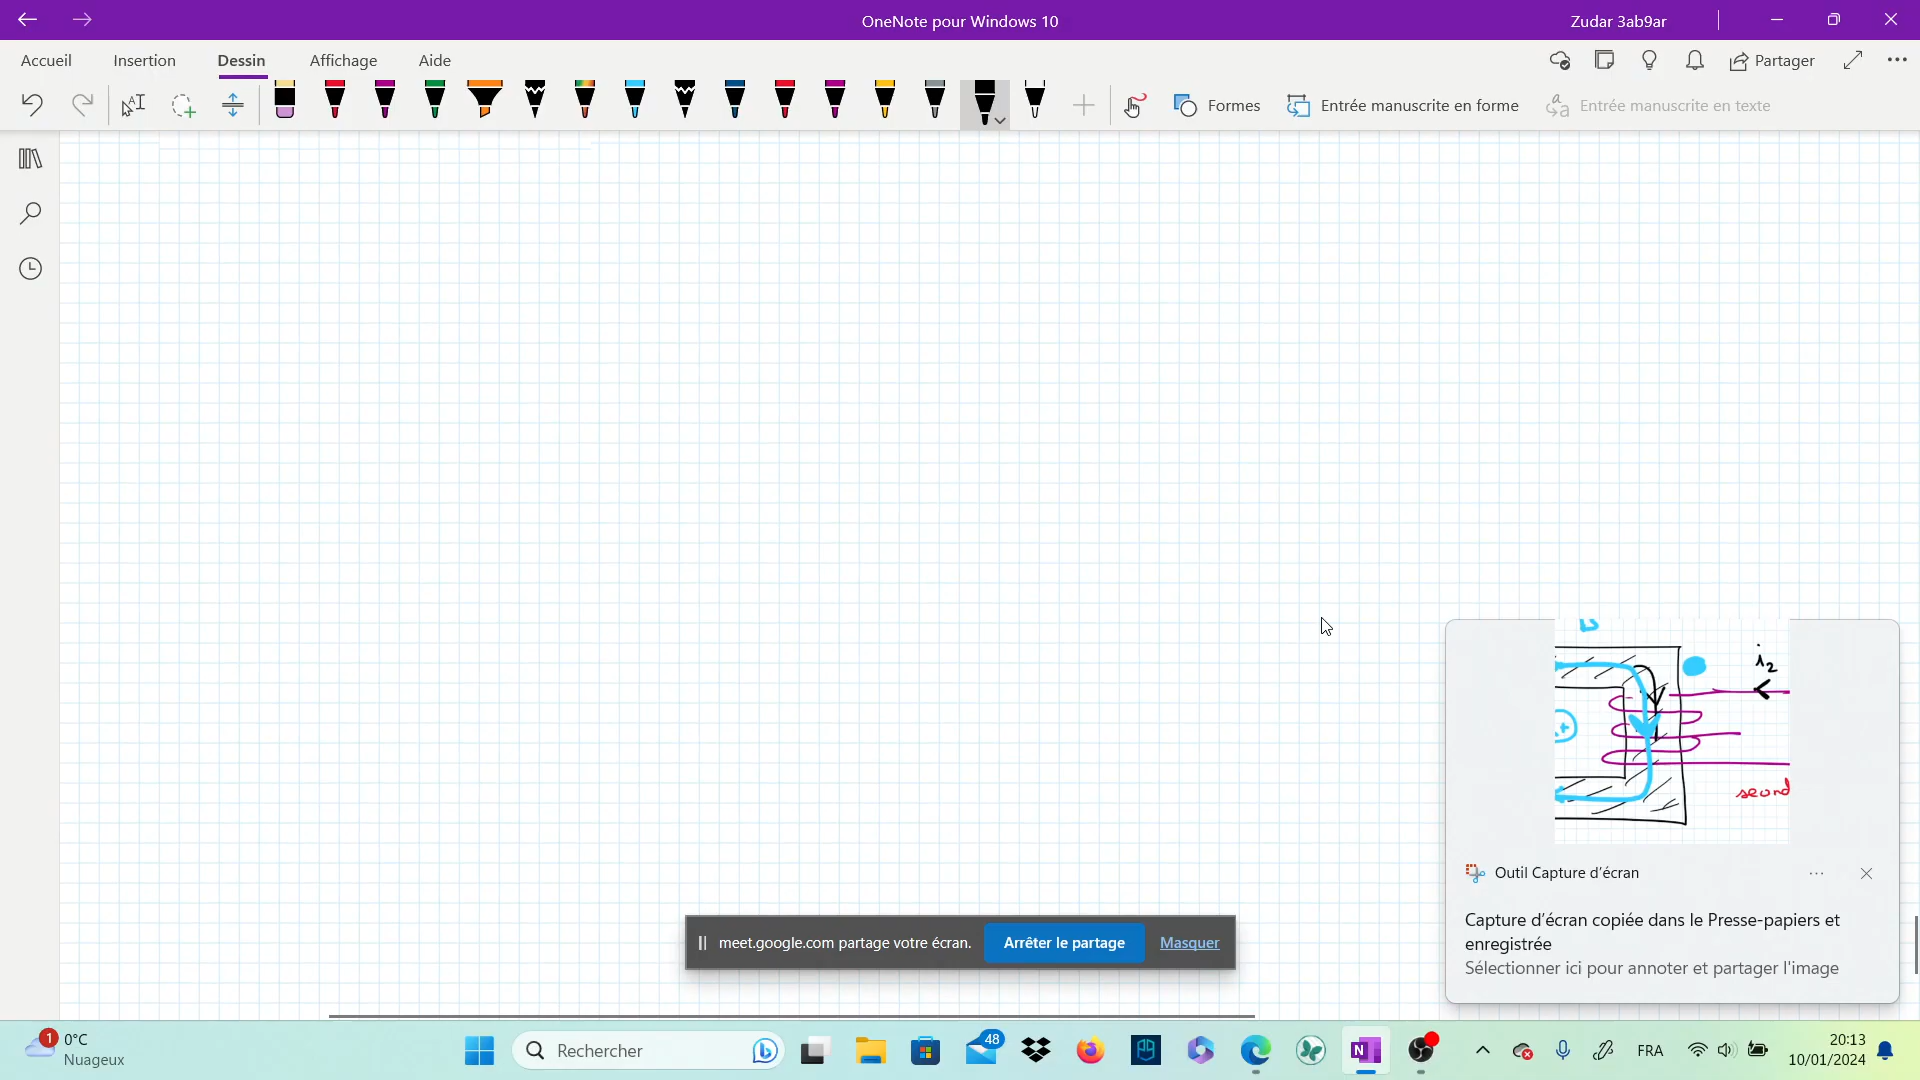 OneNote pour Windows 10
Zudar 3ab9ar
Accueil
Insertion
Dessin
Affichage
Aide
Partager
Formes
Entrée manuscrite en forme
Entrée manuscrite en texte
i2
+
second
Outil Capture d'écran
Capture d'écran copiée dans le Presse-papiers et
enregistrée
Sélectionner ici pour annoter et partager l'image
meet.google.com partage votre écran.
Arrêter le partage
Masquer
1
0°C
Nuageux
Rechercher
48
FRA
20:13
10/01/2024